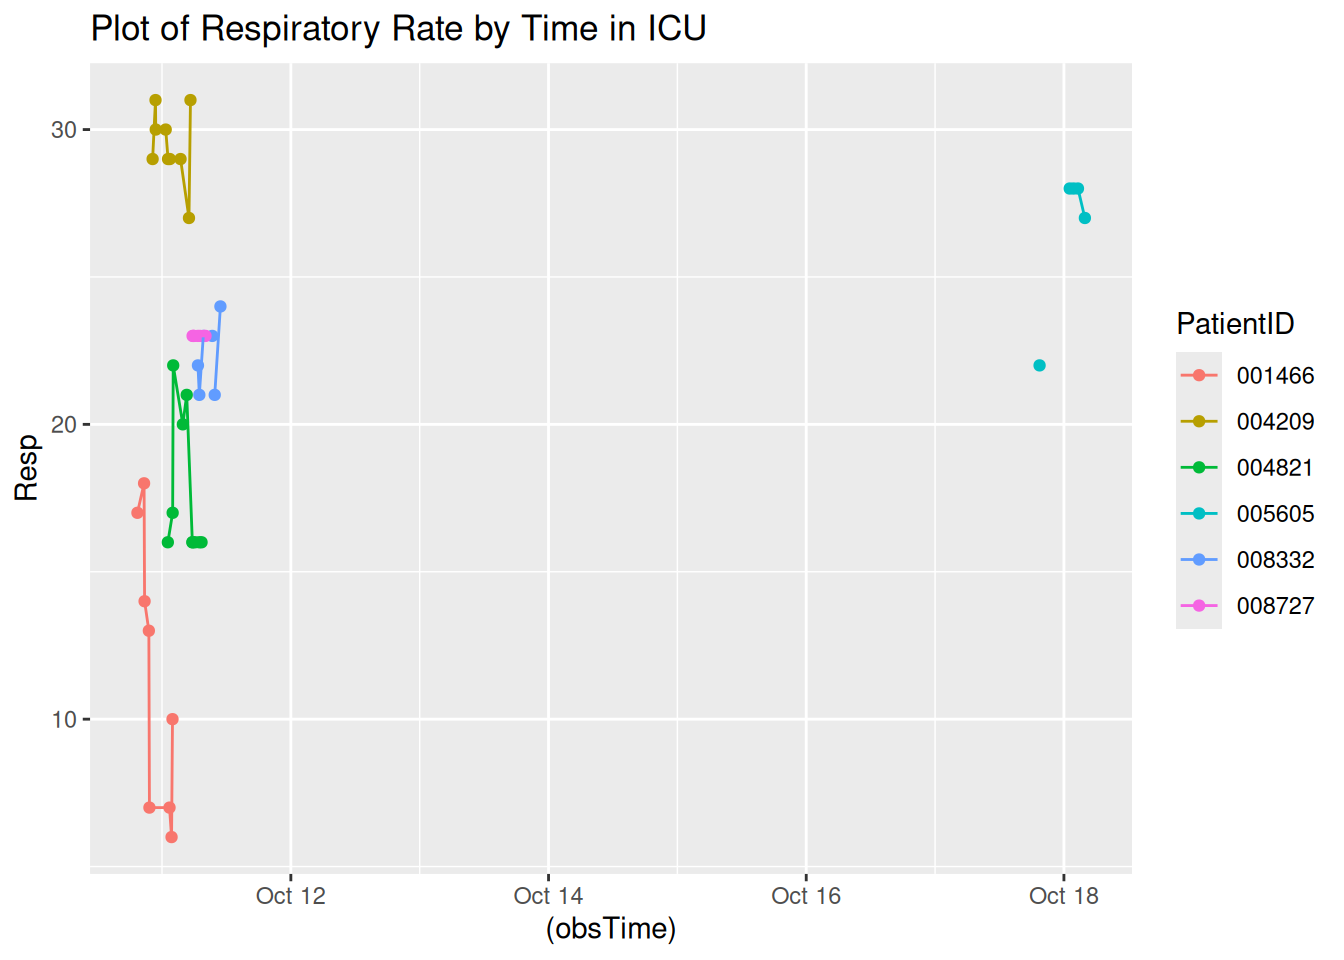 Plot of Respiratory Rate by Time in ICU
Resp
30
20
10
Oct 12
Oct 14
Oct 16
Oct 18
(obsTime)
PatientID
001466
004209
004821
005605
008332
008727